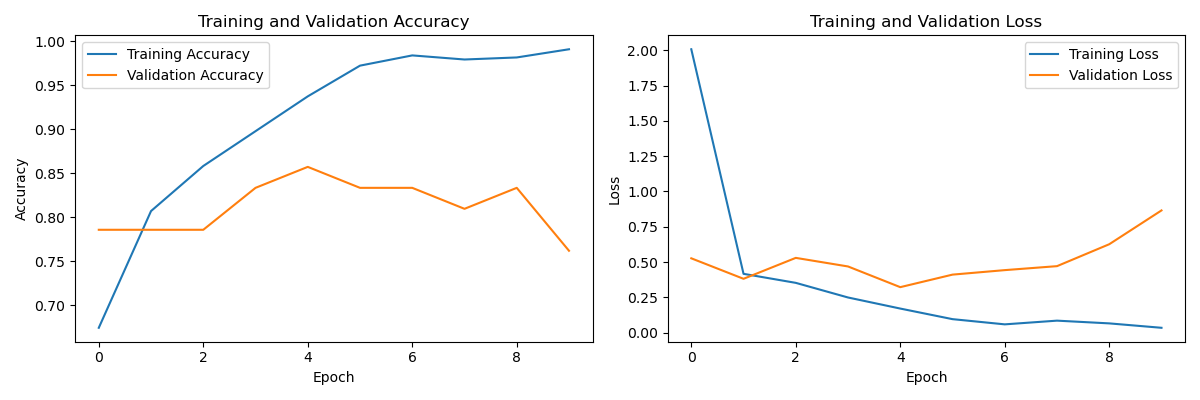 Training and Validation Accuracy
1.00
0.95
0.90
0.85
0.80
0.75
0.70
Accuracy
Training Accuracy
Validation Accuracy
0
2
4
6
8
Epoch
Training and Validation Loss
2.00
1.75
1.50
1.25
1.00
0.75
0.50
0.25
0.00
Loss
Training Loss
Validation Loss
0
2
4
6
8
Epoch